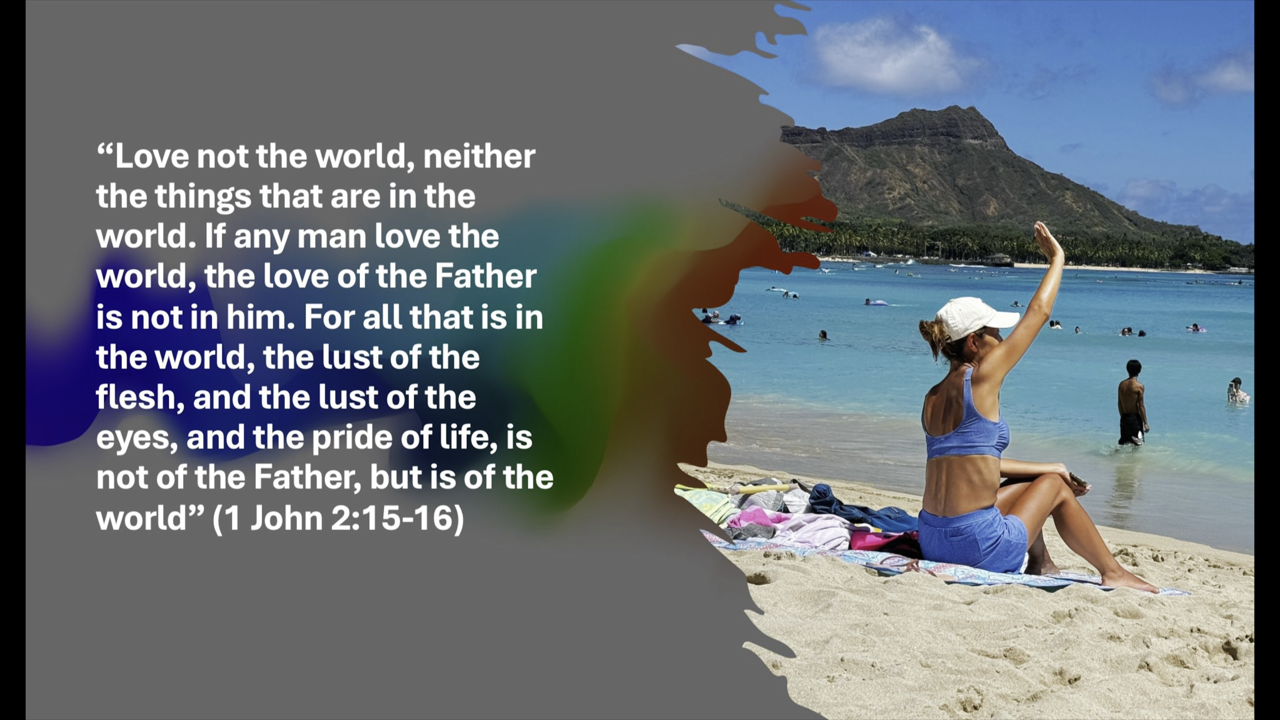 “Love not the world, neither
the things that are in the
world. If any man love the
world, the love of the Father
is not in him. For all that is in
the world, the lust of the
flesh, and the lust of the
eyes, and the pride of life, is
not of the Father, but is of the
world” (1 John 2:15-16)